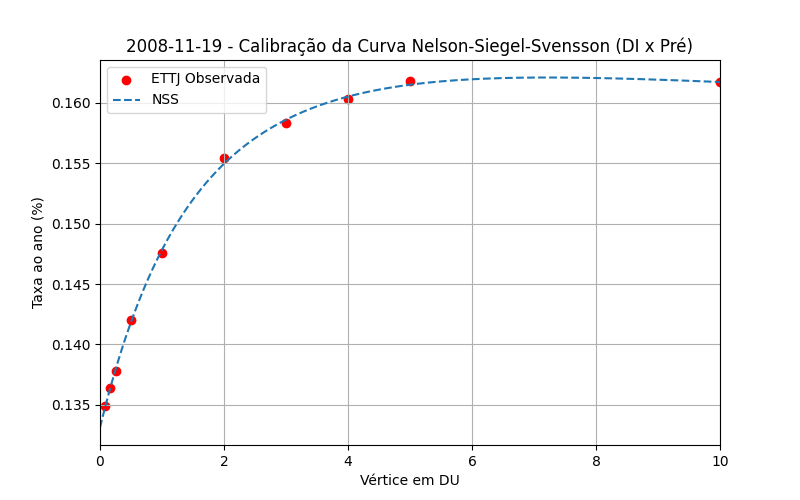 2008-11-19 - Calibração da Curva Nelson-Siegel-Svensson (DI x Pré)
ETTJ Observada
NSS
Taxa ao ano (%)
0.160
0.155
0.150
0.145
0.140
0.135
0 2 4 6 8 10
Vértice em DU